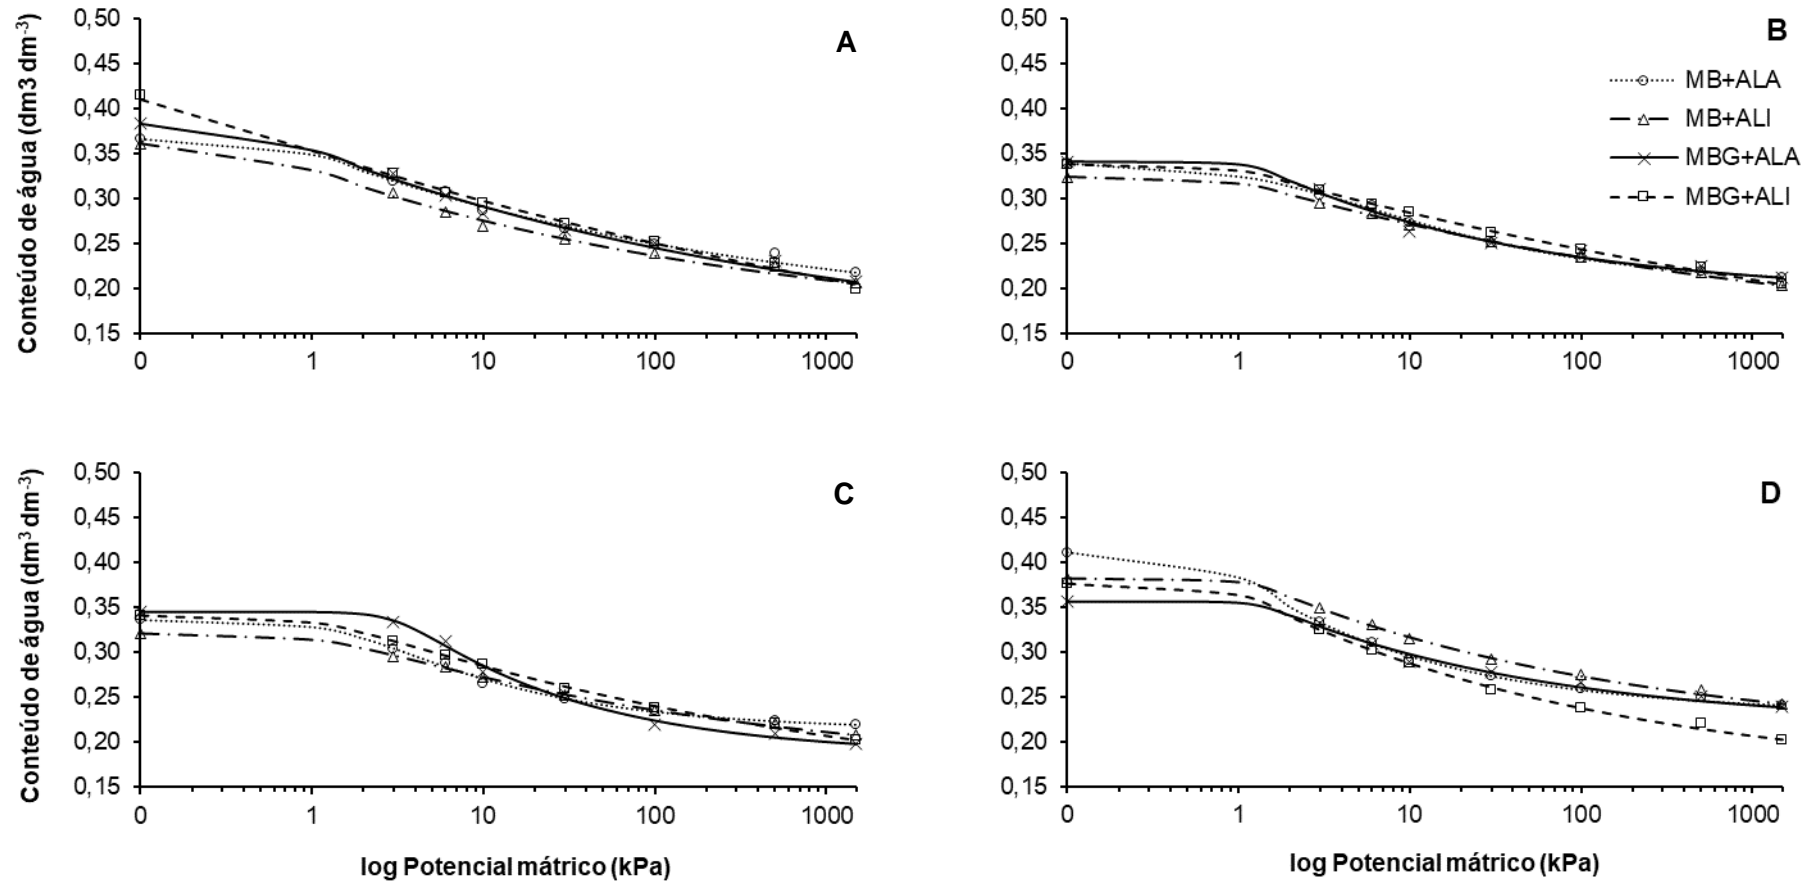 Conteúdo de água (dm3 dm-3)
0,50
0,45
0,40
0,35
0,30
0,25
0,20
0,15
0 1 10 100 1000
A
0,50
0,45
0,40
0,35
0,30
0,25
0,20
0,15
0 1 10 100 1000
B
MB+ALA
MB+ALI
MBG+ALA
MBG+ALI
Conteúdo de água (dm³ dm-³)
0,50
0,45
0,40
0,35
0,30
0,25
0,20
0,15
0 1 10 100 1000
C
log Potencial mátrico (kPa)
0,50
0,45
0,40
0,35
0,30
0,25
0,20
0,15
0 1 10 100 1000
D
log Potencial mátrico (kPa)